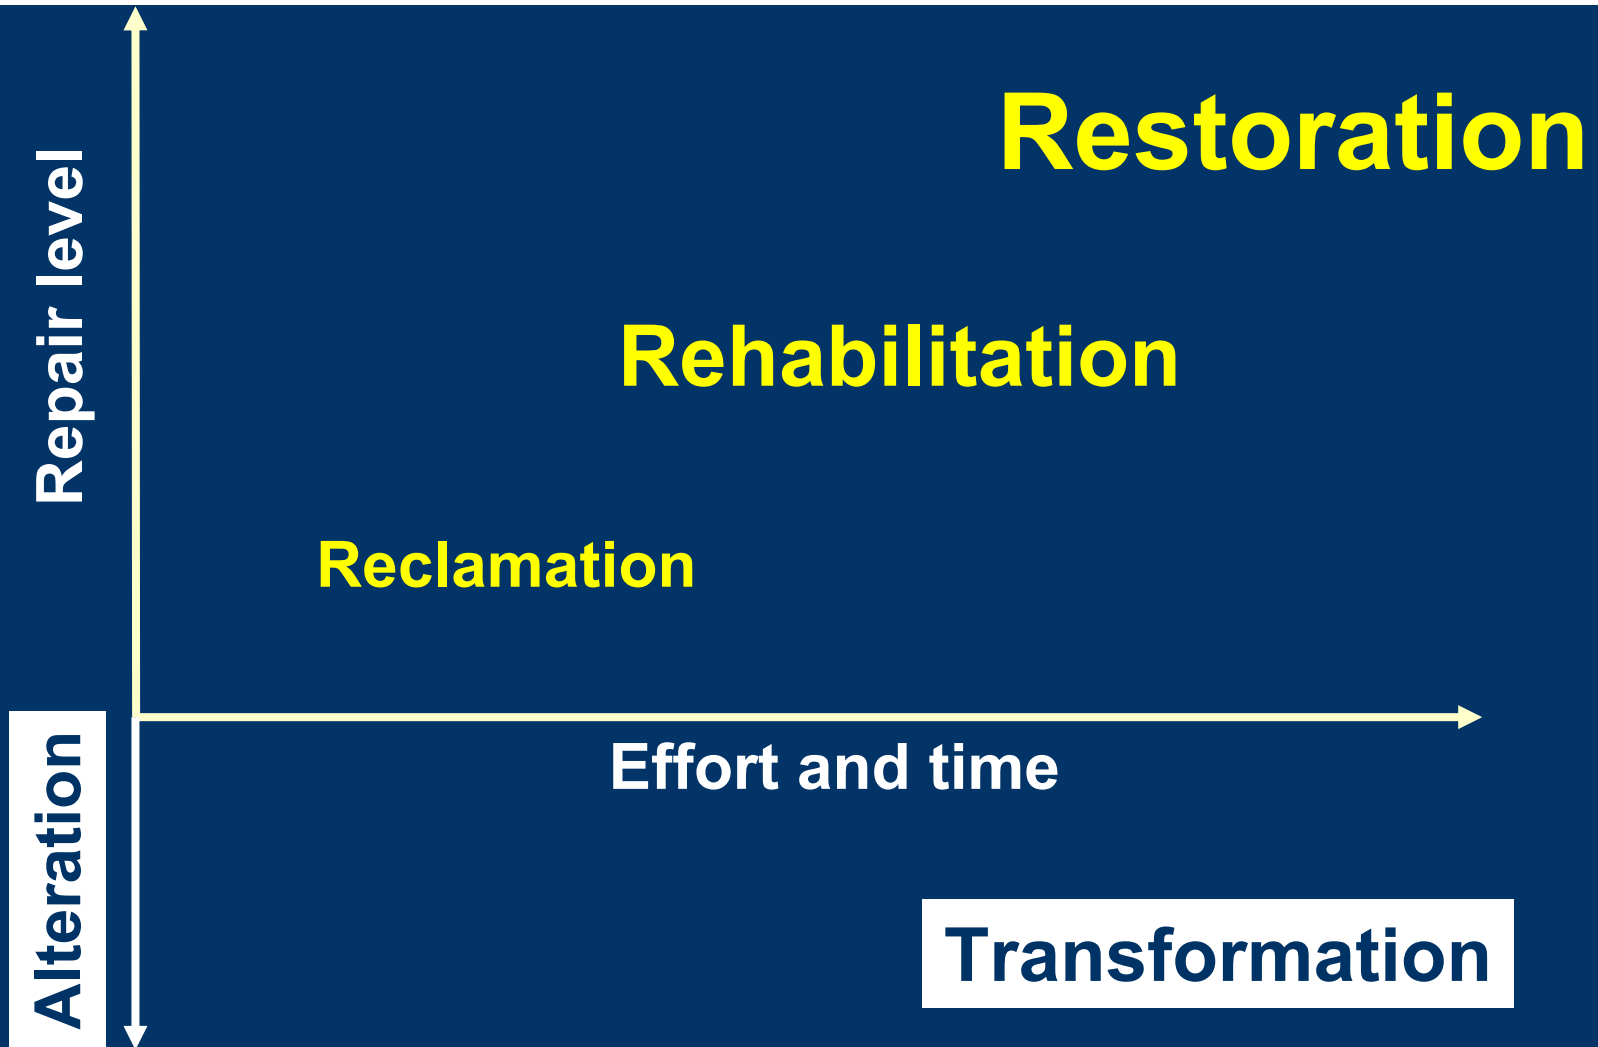 Restoration
Repair level
Rehabilitation
Reclamation
Effort and time
Alteration
Transformation